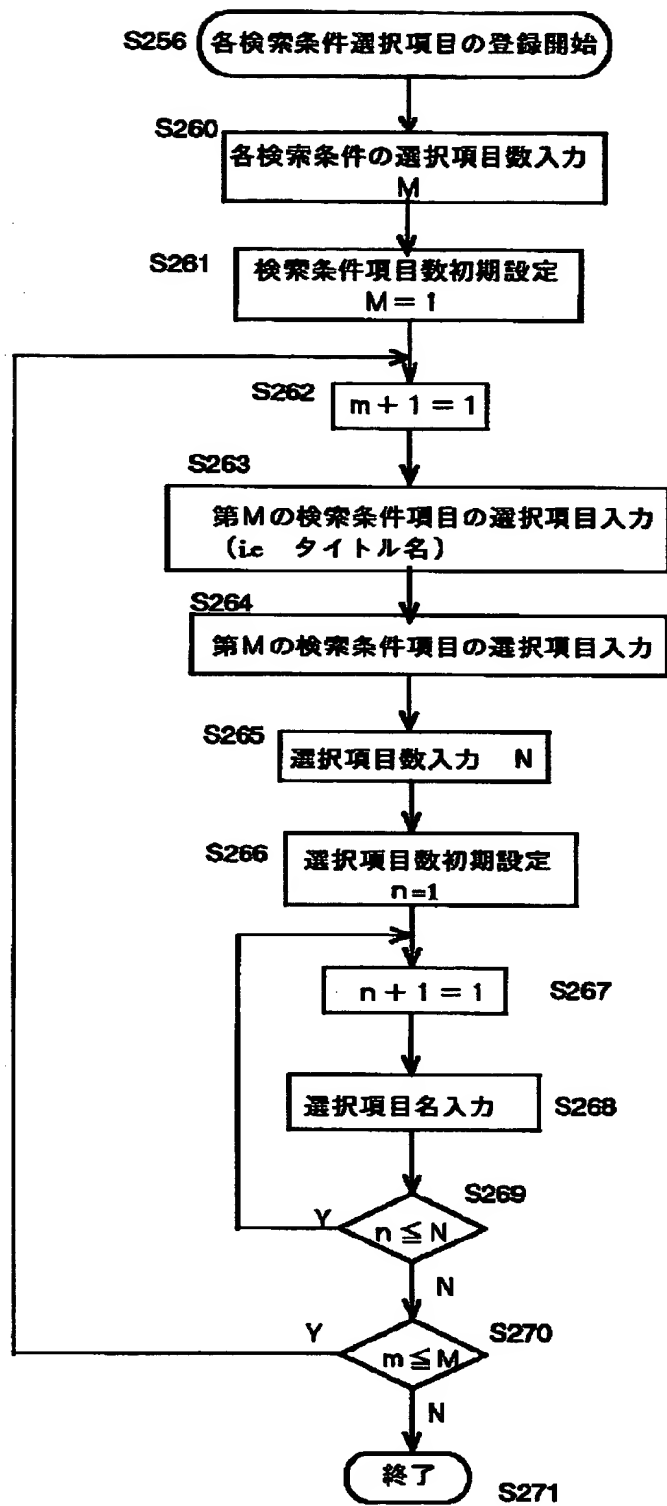 S256 各検索条件選択項目の登録開始
S260
各検索条件の選択項目数入力
M
S261
検索条件項目数初期設定
M = 1
S262
m + 1 = 1
S263
第Mの検索条件項目の選択項目入力
(i.e タイトル名)
S264
第Mの検索条件項目の選択項目入力
S265
選択項目数入力 N
S266
選択項目数初期設定
n=1
n + 1 = 1 S267
選択項目名入力 S268
S269
Y n ≦ N
N
Y S270
m ≦ M
N
終了
S271